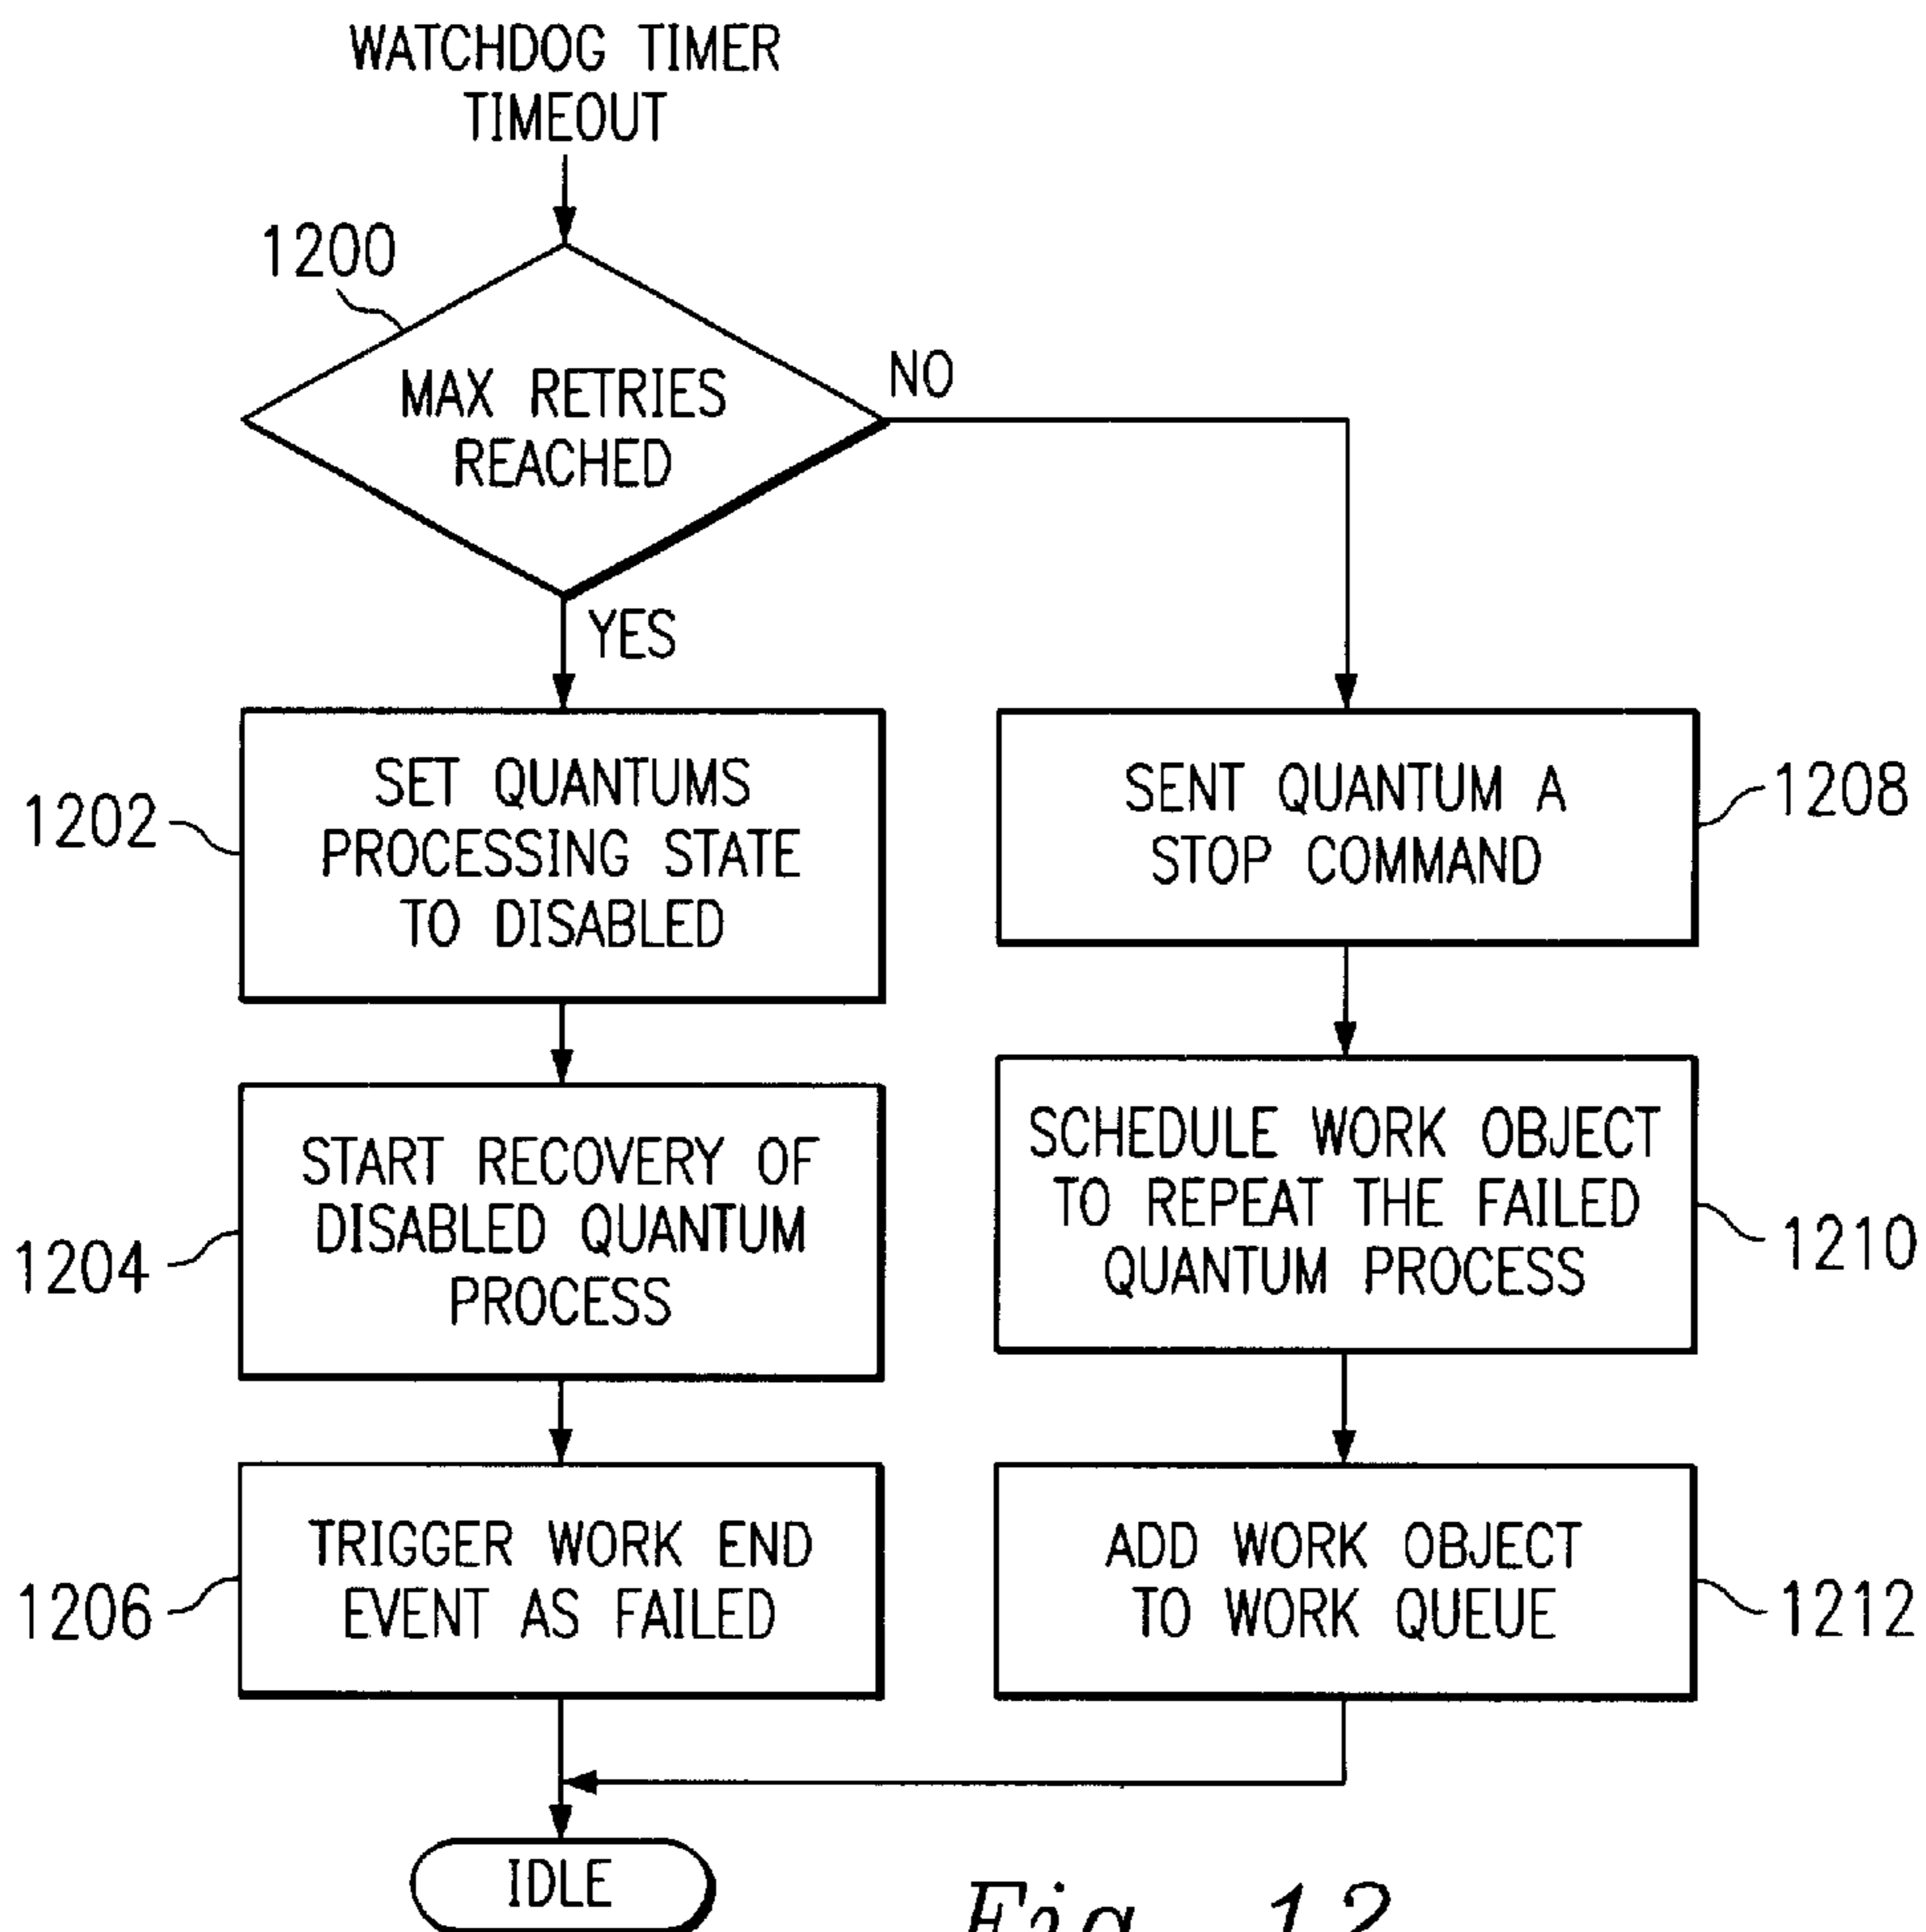 WATCHDOG TIMER
TIMEOUT
1200
MAX RETRIES
REACHED
NO
YES
1202
SET QUANTUMS
PROCESSING STATE
TO DISABLED
SENT QUANTUM A
STOP COMMAND
1208
1204
START RECOVERY OF
DISABLED QUANTUM
PROCESS
SCHEDULE WORK OBJECT
TO REPEAT THE FAILED
QUANTUM PROCESS
1210
1206
TRIGGER WORK END
EVENT AS FAILED
ADD WORK OBJECT
TO WORK QUEUE
1212
IDLE
Fig. 12